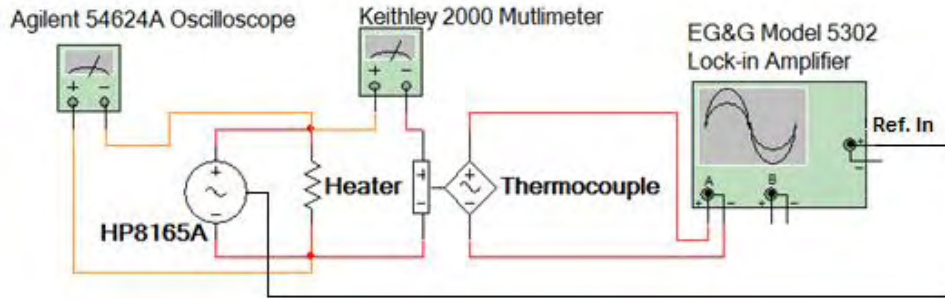 Agilent 54624A Oscilloscope
Keithley 2000 Mutlimeter
EG&G Model 5302
Lock-in Amplifier
+ −
+ −
Ref. In
+
−
A B
+ − + −
+
−
Heater
+
−
+
−
Thermocouple
HP8165A